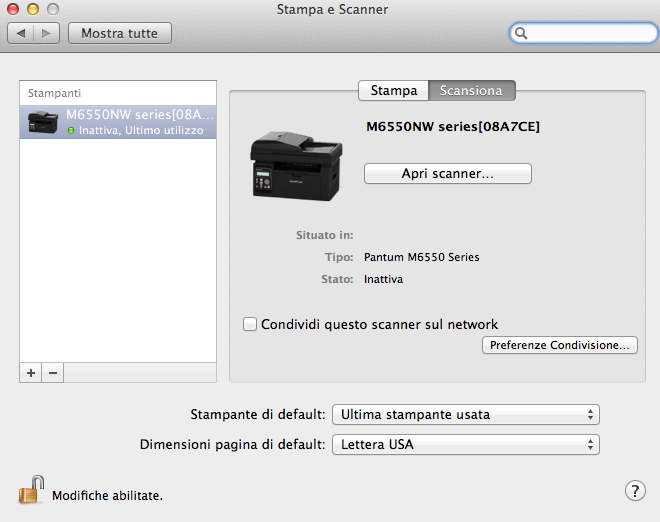 Stampa e Scanner
Mostra tutte
Stampanti
M6550NW series[08A...
Inattiva, Ultimo utilizzo
Stampa
Scansiona
M6550NW series[08A7CE]
Apri scanner...
Situato in:
Tipo: Pantum M6550 Series
Stato: Inattiva
Condividi questo scanner sul network
Preferenze Condivisione...
+ −
Stampante di default: Ultima stampante usata
Dimensioni pagina di default: Lettera USA
Modifiche abilitate.
?